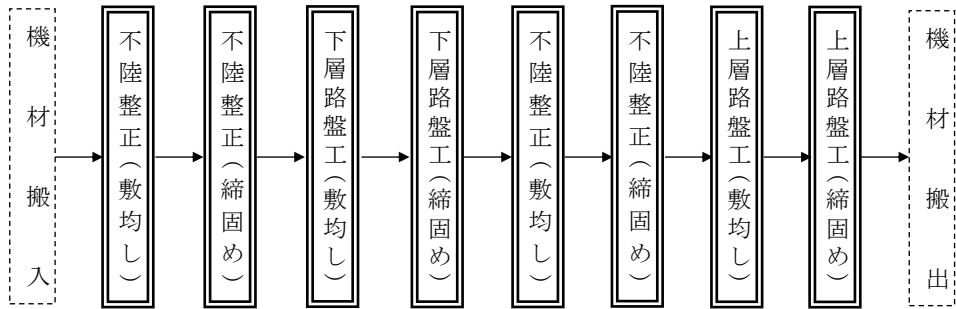 機材搬入
不陸整正（敷均し）
不陸整正（締固め）
下層路盤工（敷均し）
下層路盤工（締固め）
不陸整正（敷均し）
不陸整正（締固め）
上層路盤工（敷均し）
上層路盤工（締固め）
機材搬出